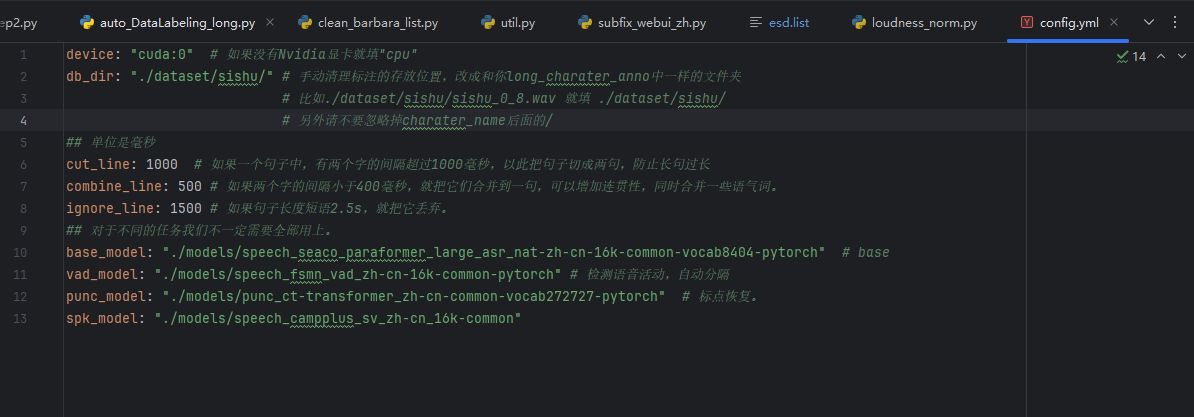 ep2.py auto_DataLabeling_long.py clean_barbara_list.py util.py subfix_webui_zh.py esd.list loudness_norm.py config.yml
14
1 device: "cuda:0"  # 如果没有Nvidia显卡就填"cpu"
2 db_dir: "./dataset/sishu/" # 手动清理标注的存放位置，改成和你long_charater_anno中一样的文件夹
3 # 比如./dataset/sishu/sishu_0_8.wav 就填 ./dataset/sishu/
4 # 另外请不要忽略掉charater_name后面的/
5 ## 单位是毫秒
6 cut_line: 1000  # 如果一个句子中，有两个字的间隔超过1000毫秒，以此把句子切成两句，防止长句过长
7 combine_line: 500 # 如果两个字的间隔小于400毫秒，就把它们合并到一句，可以增加连贯性，同时合并一些语气词。
8 ignore_line: 1500 # 如果句子长度短语2.5s，就把它丢弃。
9 ## 对于不同的任务我们不一定需要全部用上。
10 base_model: "./models/speech_seaco_paraformer_large_asr_nat-zh-cn-16k-common-vocab8404-pytorch"  # base
11 vad_model: "./models/speech_fsmn_vad_zh-cn-16k-common-pytorch" # 检测语音活动，自动分隔
12 punc_model: "./models/punc_ct-transformer_zh-cn-common-vocab272727-pytorch"  # 标点恢复。
13 spk_model: "./models/speech_campplus_sv_zh-cn_16k-common"